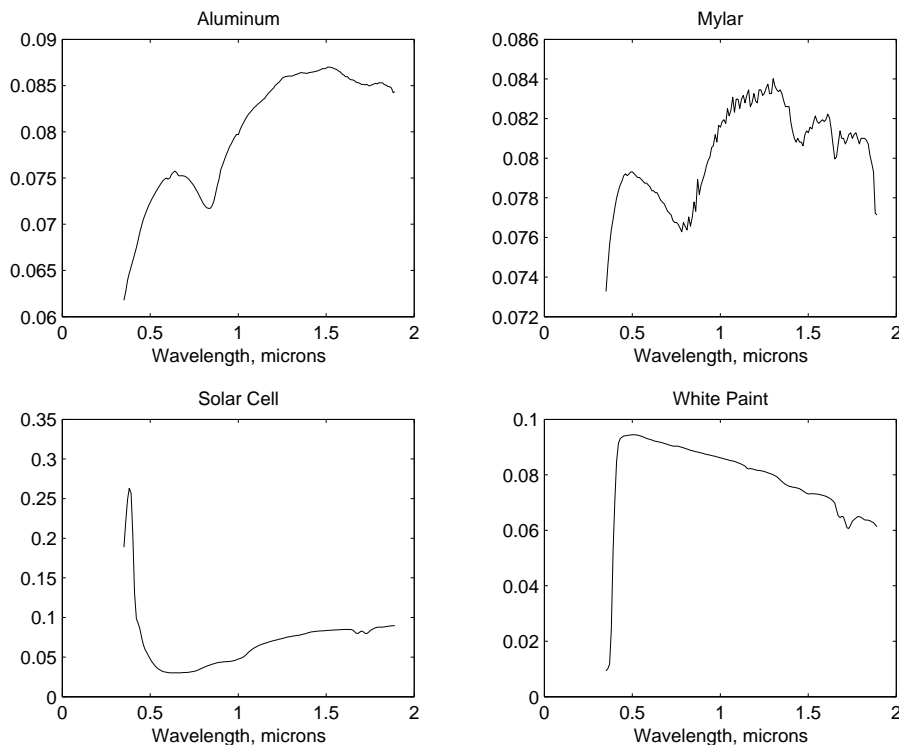 Aluminum
0.09
0.085
0.08
0.075
0.07
0.065
0.06
0 0.5 1 1.5 2
Wavelength, microns
Mylar
0.086
0.084
0.082
0.08
0.078
0.076
0.074
0.072
0 0.5 1 1.5 2
Wavelength, microns
Solar Cell
0.35
0.3
0.25
0.2
0.15
0.1
0.05
0
0 0.5 1 1.5 2
Wavelength, microns
White Paint
0.1
0.08
0.06
0.04
0.02
0
0 0.5 1 1.5 2
Wavelength, microns